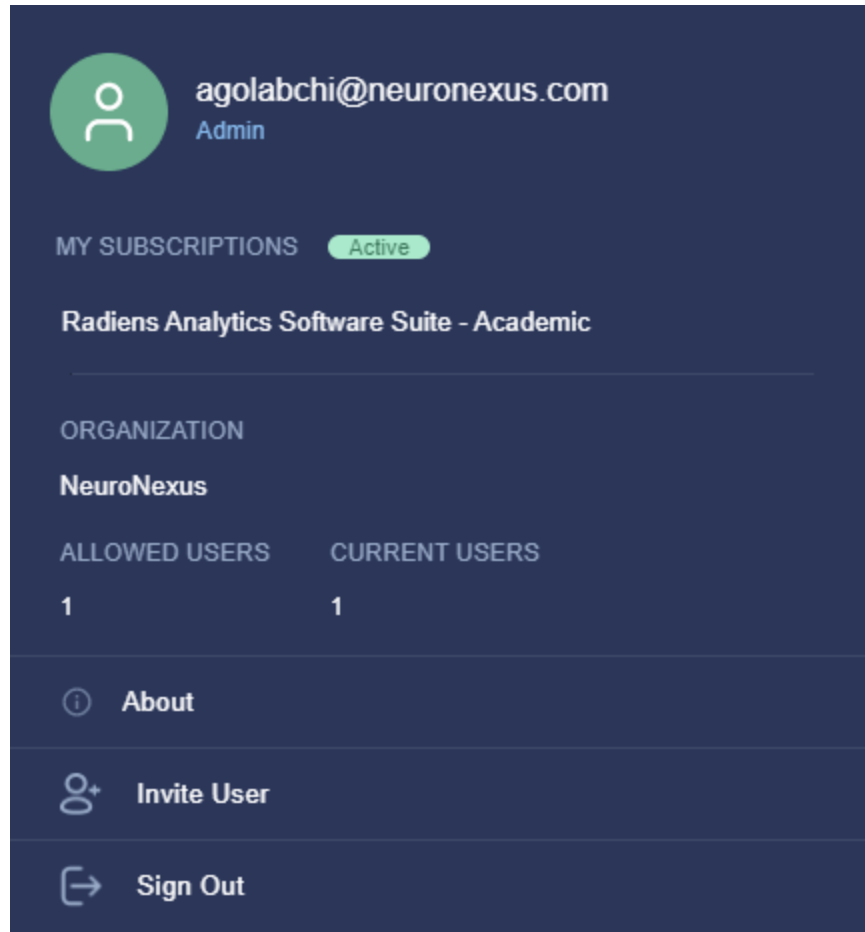 agolabchi@neuronexus.com
Admin
MY SUBSCRIPTIONS Active
Radiens Analytics Software Suite - Academic
ORGANIZATION
NeuroNexus
ALLOWED USERS CURRENT USERS
1 1
About
Invite User
Sign Out